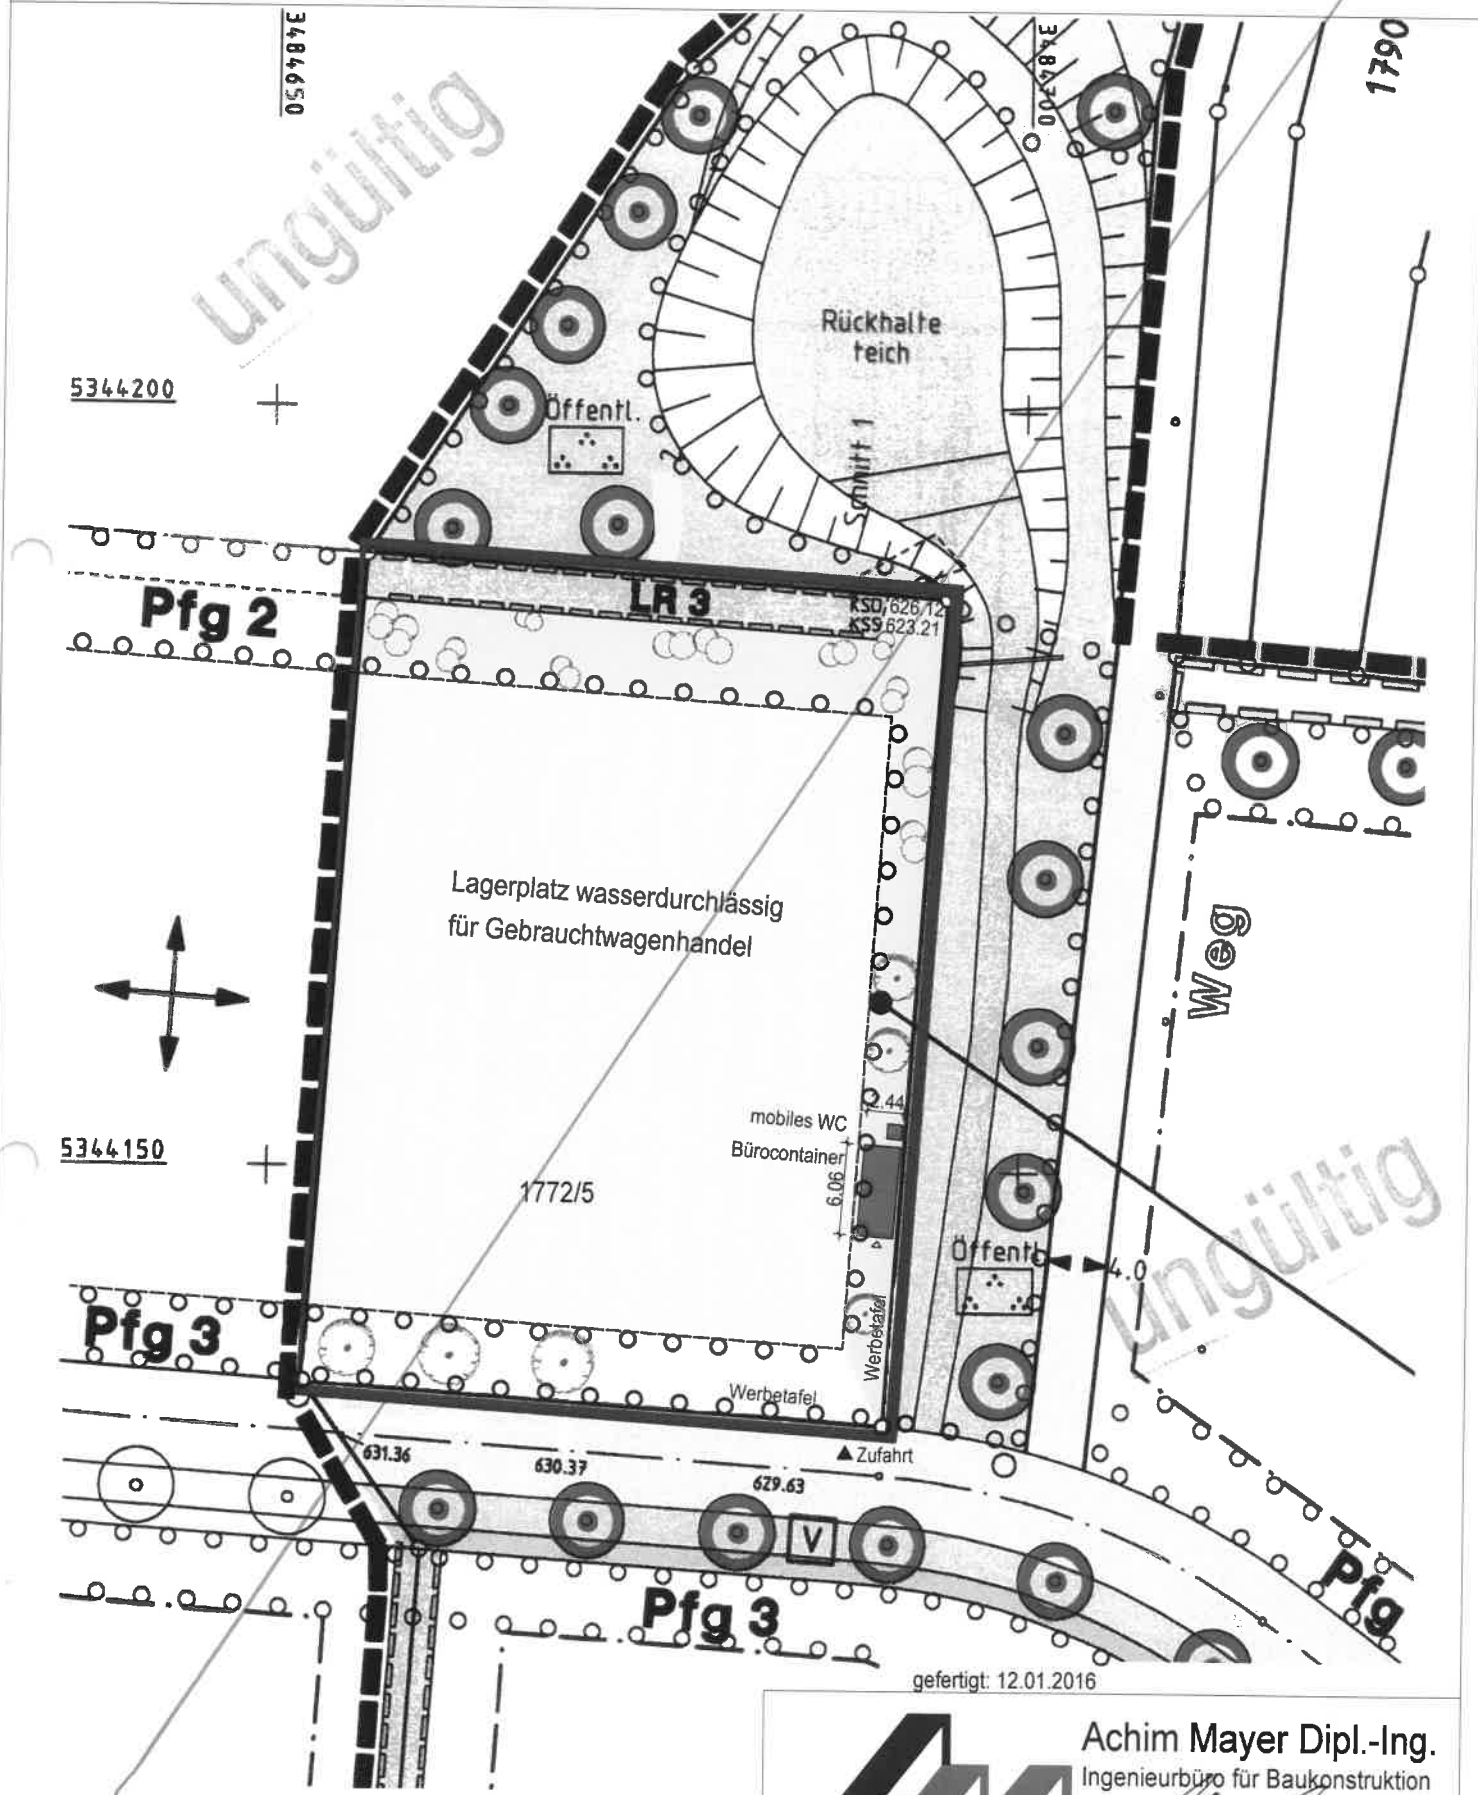 3484650
3484700
1790
ungültig
Rückhalte
teich
5344200
Öffentl.
Schnitt 1
Pfg 2
LR 3
KSO 626.12
KSS 623.21
Lagerplatz wasserdurchlässig
für Gebrauchtwagenhandel
Weg
2.44
mobiles WC
Bürocontainer
6.06
5344150
1772/5
ungültig
Öffentl.
4.0
Pfg 3
Werbetafel
Werbetafel
631.36
630.37
629.63
Zufahrt
V
Pfg 3
Pfg
gefertigt: 12.01.2016
Achim Mayer Dipl.-Ing.
Ingenieurbüro für Baukonstruktion